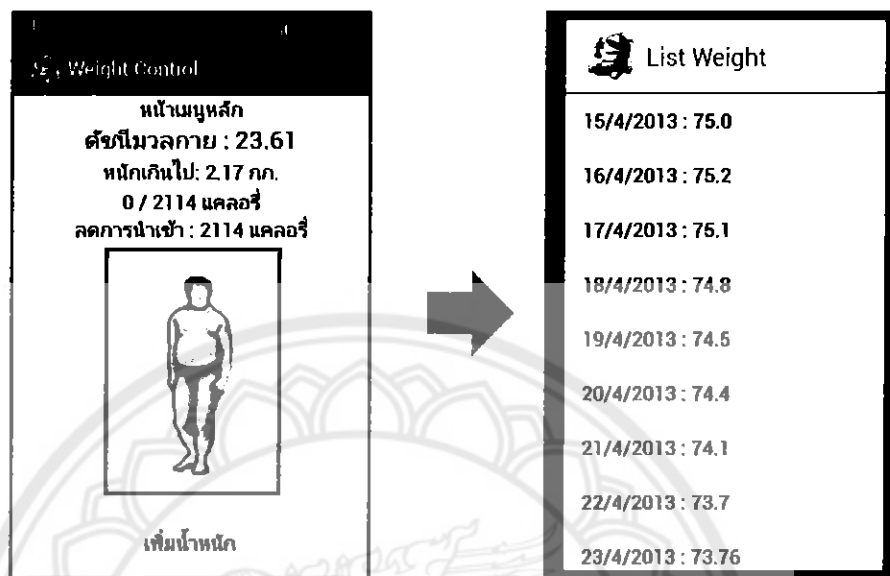 Weight Control
หน้าเมนูหลัก
ดัชนีมวลกาย : 23.61
หนักเกินไป: 2.17 กก.
0 / 2114 แคลอรี่
ลดการนำเข้า : 2114 แคลอรี่
เพิ่มน้ำหนัก
List Weight
15/4/2013 : 75.0
16/4/2013 : 75.2
17/4/2013 : 75.1
18/4/2013 : 74.8
19/4/2013 : 74.5
20/4/2013 : 74.4
21/4/2013 : 74.1
22/4/2013 : 73.7
23/4/2013 : 73.76